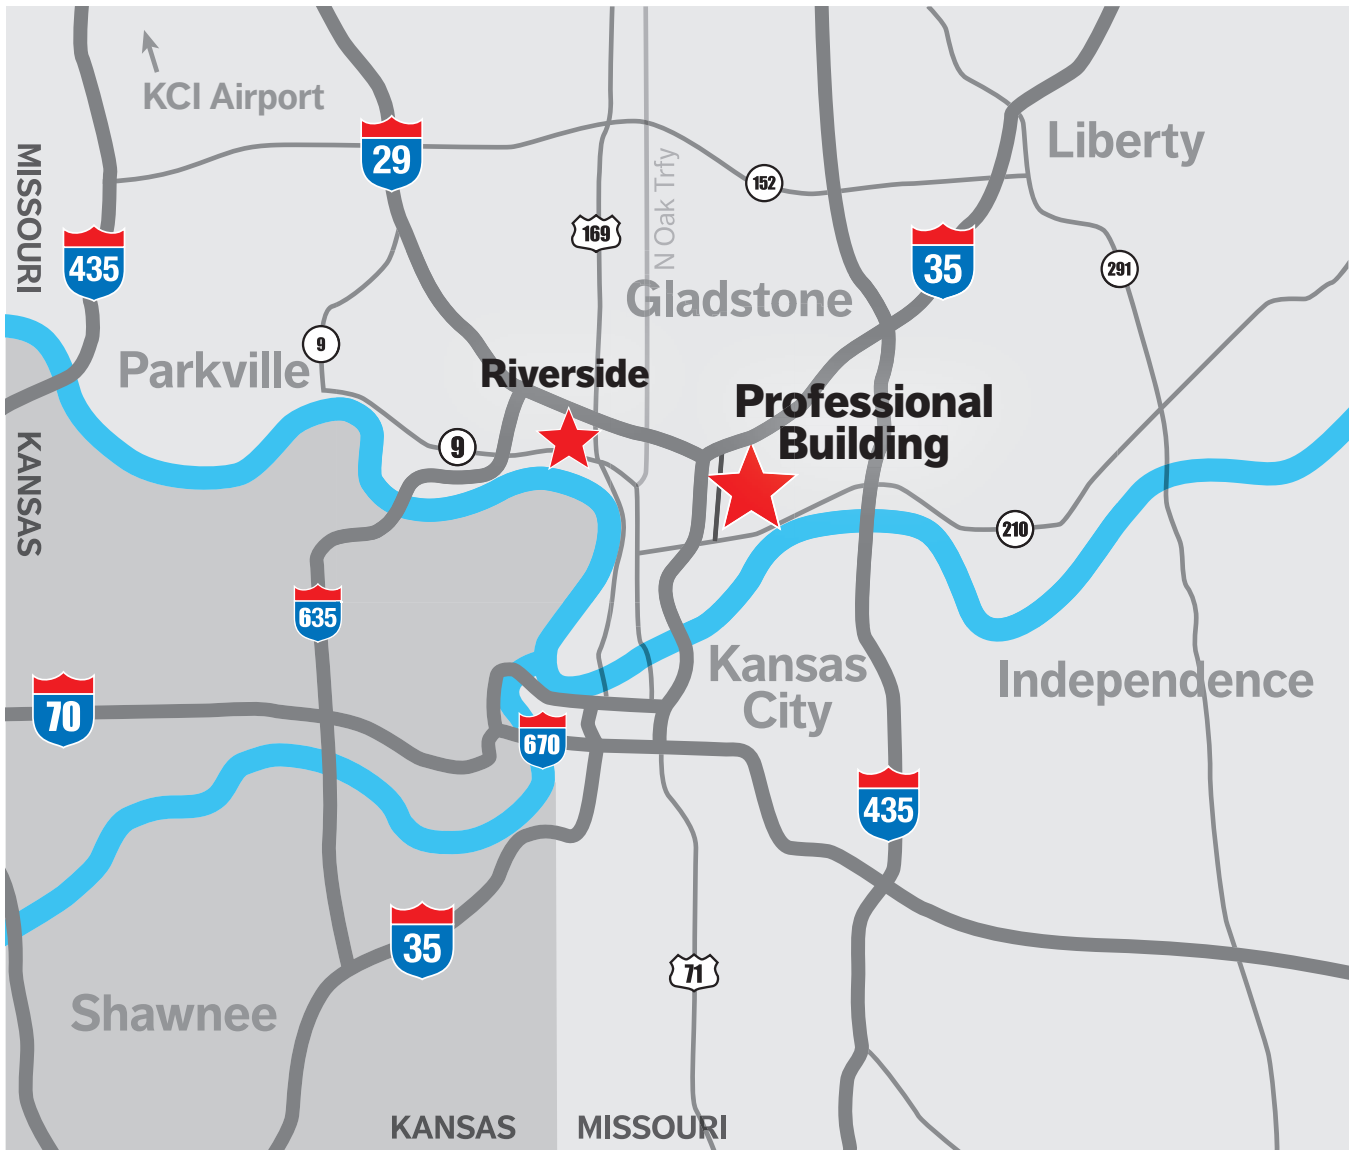 KCI Airport
29
Liberty
MISSOURI
152
N Oak Trfy
169
435
35
291
Gladstone
9
Parkville
Riverside
Professional
Building
9
KANSAS
210
635
Kansas
City
Independence
70
670
435
35
71
Shawnee
KANSAS
MISSOURI